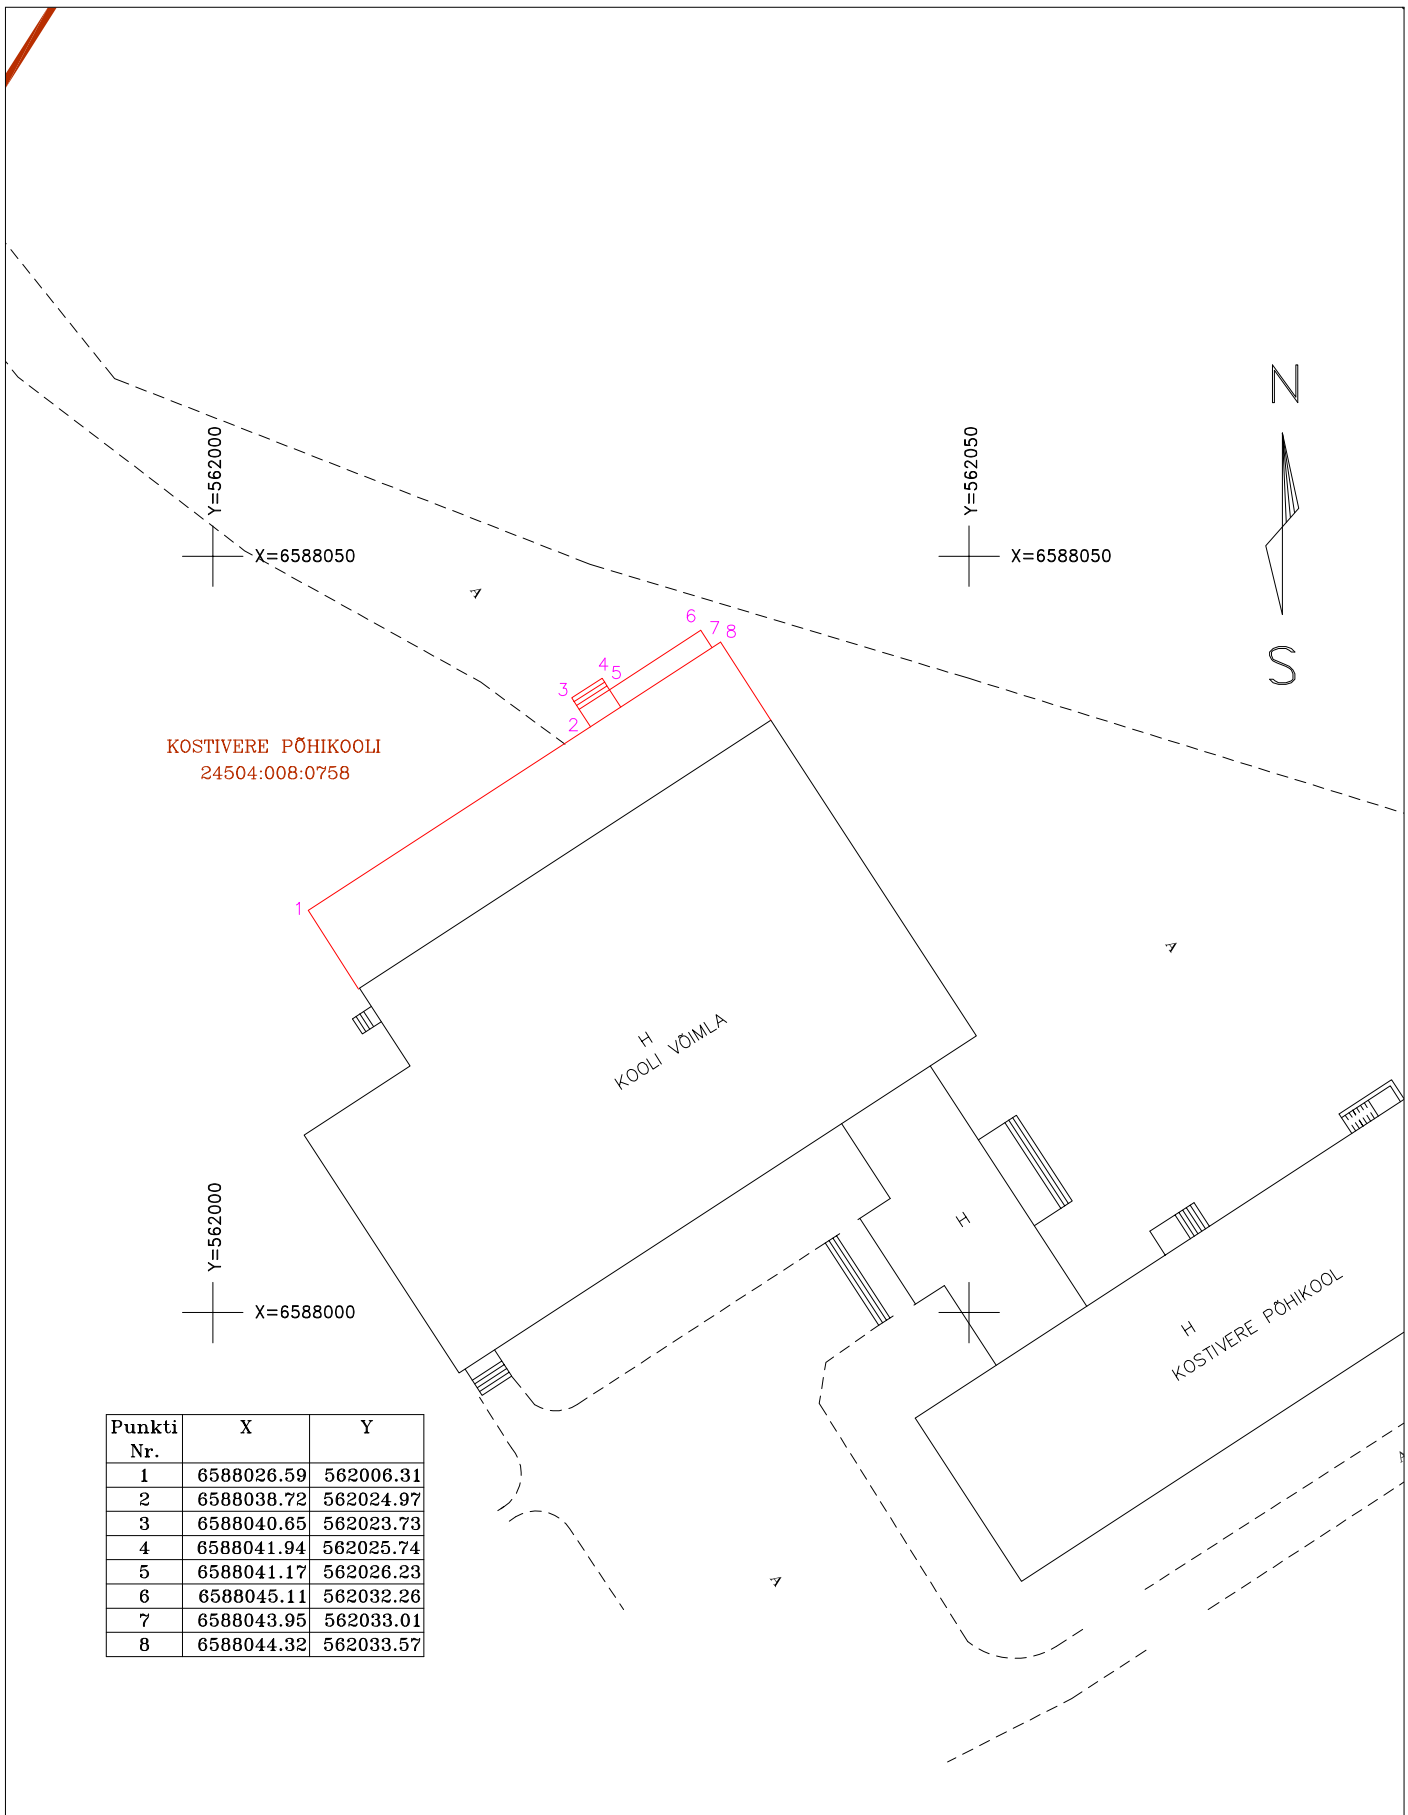 N
Y=562000
Y=562050
X=6588050
X=6588050
A
S
6
7
8
4
5
3
2
KOSTIVERE PÕHIKOOLI
24504:008:0758
1
A
H
KOOLI VÕIMLA
Y=562000
H
X=6588000
H
KOSTIVERE PÕHIKOOL
Punkti Nr. X Y
1 6588026.59 562006.31
2 6588038.72 562024.97
3 6588040.65 562023.73
4 6588041.94 562025.74
5 6588041.17 562026.23
6 6588045.11 562032.26
7 6588043.95 562033.01
8 6588044.32 562033.57
A
A